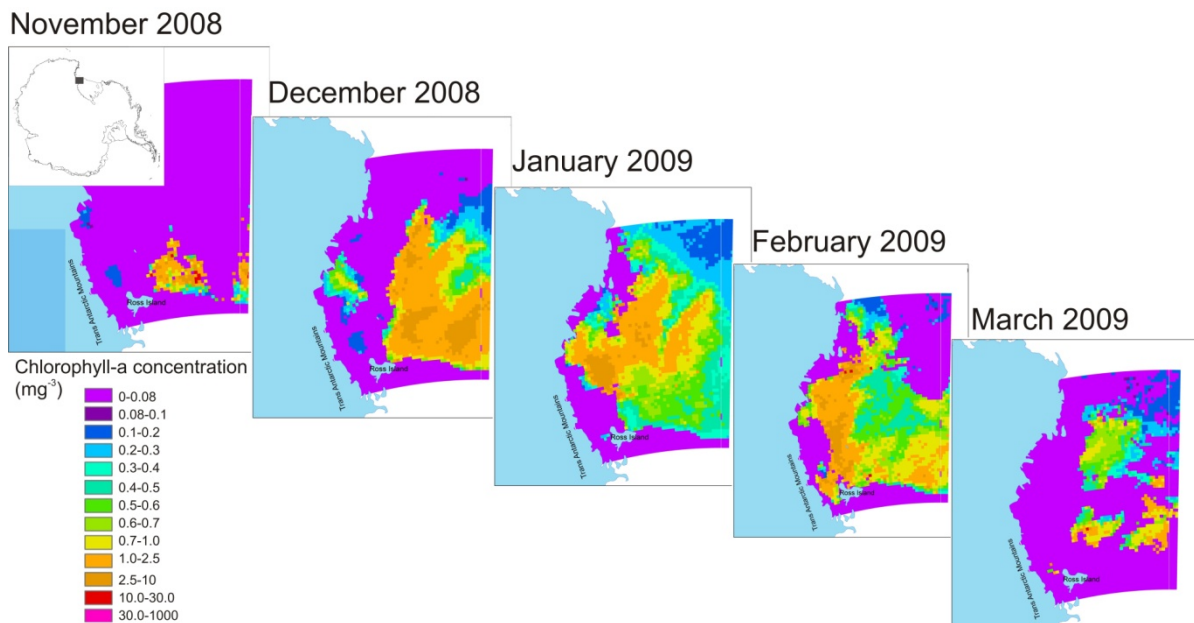 November 2008
December 2008
January 2009
February 2009
March 2009
Trans Antarctic Mountains
Ross Island
Trans Antarctic Mountains
Ross Island
Trans Antarctic Mountains
Ross Island
Trans Antarctic Mountains
Ross Island
Trans Antarctic Mountains
Ross Island
Chlorophyll-a concentration
(mg-3)
0-0.08
0.08-0.1
0.1-0.2
0.2-0.3
0.3-0.4
0.4-0.5
0.5-0.6
0.6-0.7
0.7-1.0
1.0-2.5
2.5-10
10.0-30.0
30.0-1000